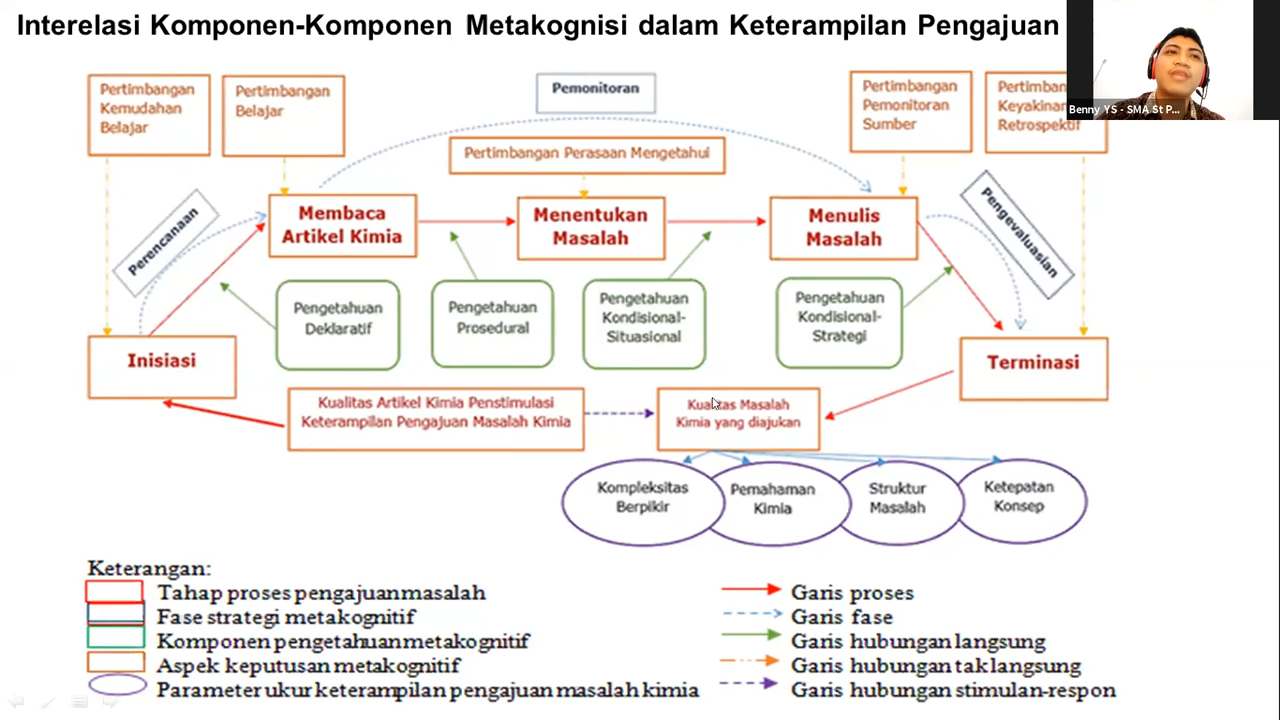 Interelasi Komponen-Komponen Metakognisi dalam Keterampilan Pengajuan
Benny YS - SMA St P...
Pertimbangan
Kemudahan
Belajar
Pertimbangan
Belajar
Pemonitoran
Pertimbangan
Pemonitoran
Sumber
Retrospektif
Pertimbangan Perasaan Mengetahui
Perencanaan
Membaca
Artikel Kimia
Menentukan
Masalah
Menulis
Masalah
Pengevaluasian
Pengetahuan
Deklaratif
Pengetahuan
Prosedural
Pengetahuan
Kondisional-
Situasional
Pengetahuan
Kondisional-
Strategi
Inisiasi
Terminasi
Kualitas Artikel Kimia Penstimulasi
Keterampilan Pengajuan Masalah Kimia
Kualitas Masalah
Kimia yang diajukan
Kompleksitas
Berpikir
Pemahaman
Kimia
Struktur
Masalah
Ketepatan
Konsep
Keterangan:
Tahap proses pengajuan masalah
Fase strategi metakognitif
Komponen pengetahuan metakognitif
Aspek keputusan metakognitif
Parameter ukur keterampilan pengajuan masalah kimia
Garis proses
Garis fase
Garis hubungan langsung
Garis hubungan tak langsung
Garis hubungan stimulan-respon